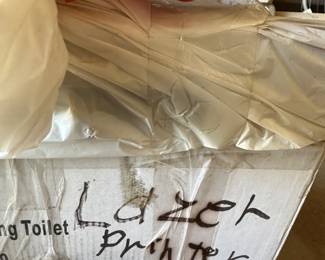 Lazer
ng Toilet
Printer